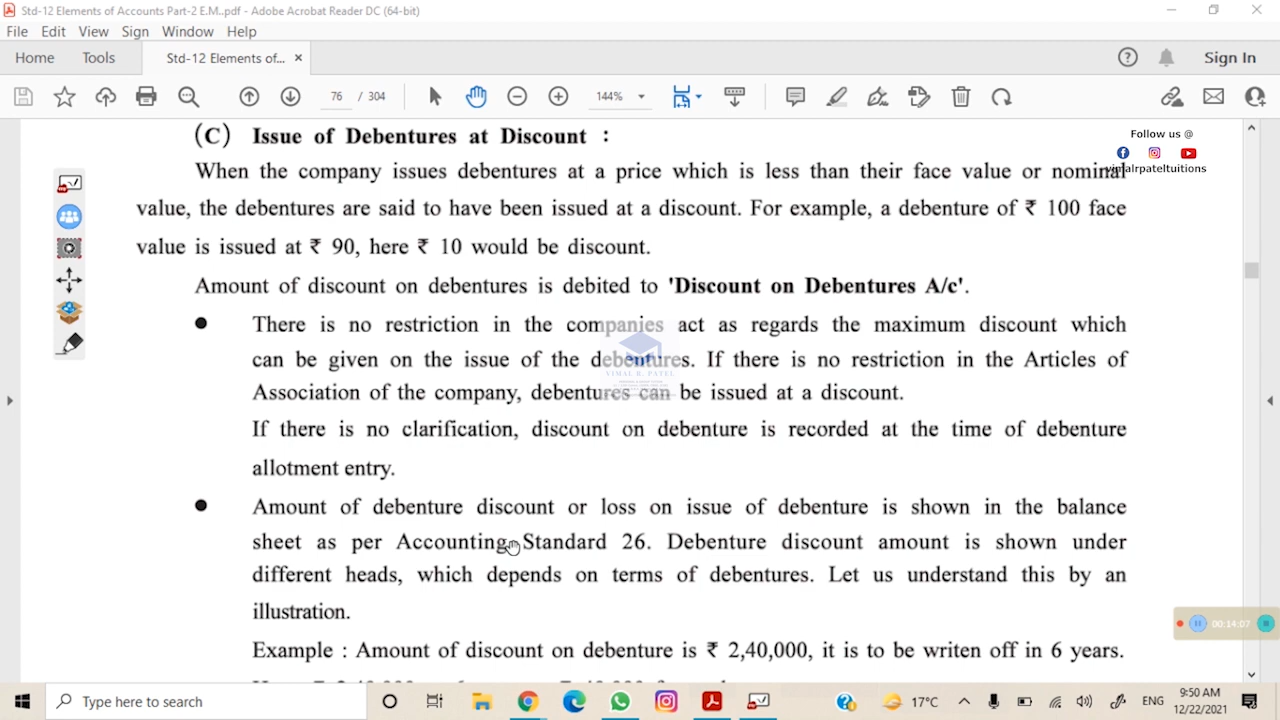 Std-12 Elements of Accounts Part-2 E.M..pdf - Adobe Acrobat Reader DC (64-bit)
File Edit View Sign Window Help
Home Tools Std-12 Elements of... × Sign In
76 / 304 144%
Follow us @
vimalrpateltuitions
(C) Issue of Debentures at Discount :
When the company issues debentures at a price which is less than their face value or nominal
value, the debentures are said to have been issued at a discount. For example, a debenture of ₹ 100 face
value is issued at ₹ 90, here ₹ 10 would be discount.
Amount of discount on debentures is debited to 'Discount on Debentures A/c'.
● There is no restriction in the companies act as regards the maximum discount which
can be given on the issue of the debentures. If there is no restriction in the Articles of
Association of the company, debentures can be issued at a discount.
If there is no clarification, discount on debenture is recorded at the time of debenture
allotment entry.
● Amount of debenture discount or loss on issue of debenture is shown in the balance
sheet as per Accounting Standard 26. Debenture discount amount is shown under
different heads, which depends on terms of debentures. Let us understand this by an
illustration.
Example : Amount of discount on debenture is ₹ 2,40,000, it is to be writen off in 6 years.
VIMAL R. PATEL
00:14:07
Type here to search
17°C ENG 9:50 AM
12/22/2021